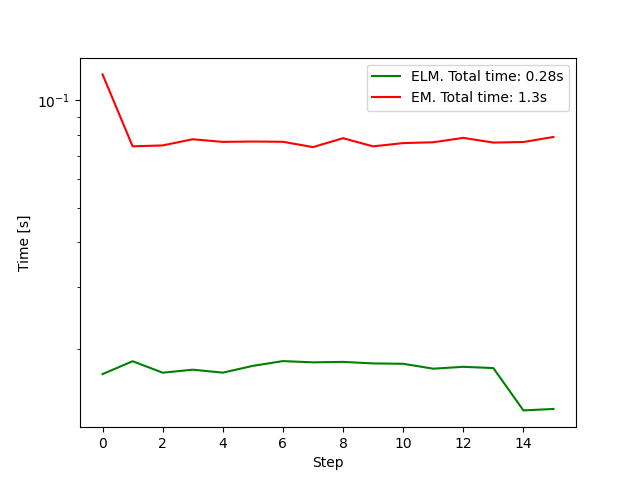 ELM. Total time: 0.28s
EM. Total time: 1.3s
10⁻¹
Time [s]
0 2 4 6 8 10 12 14
Step